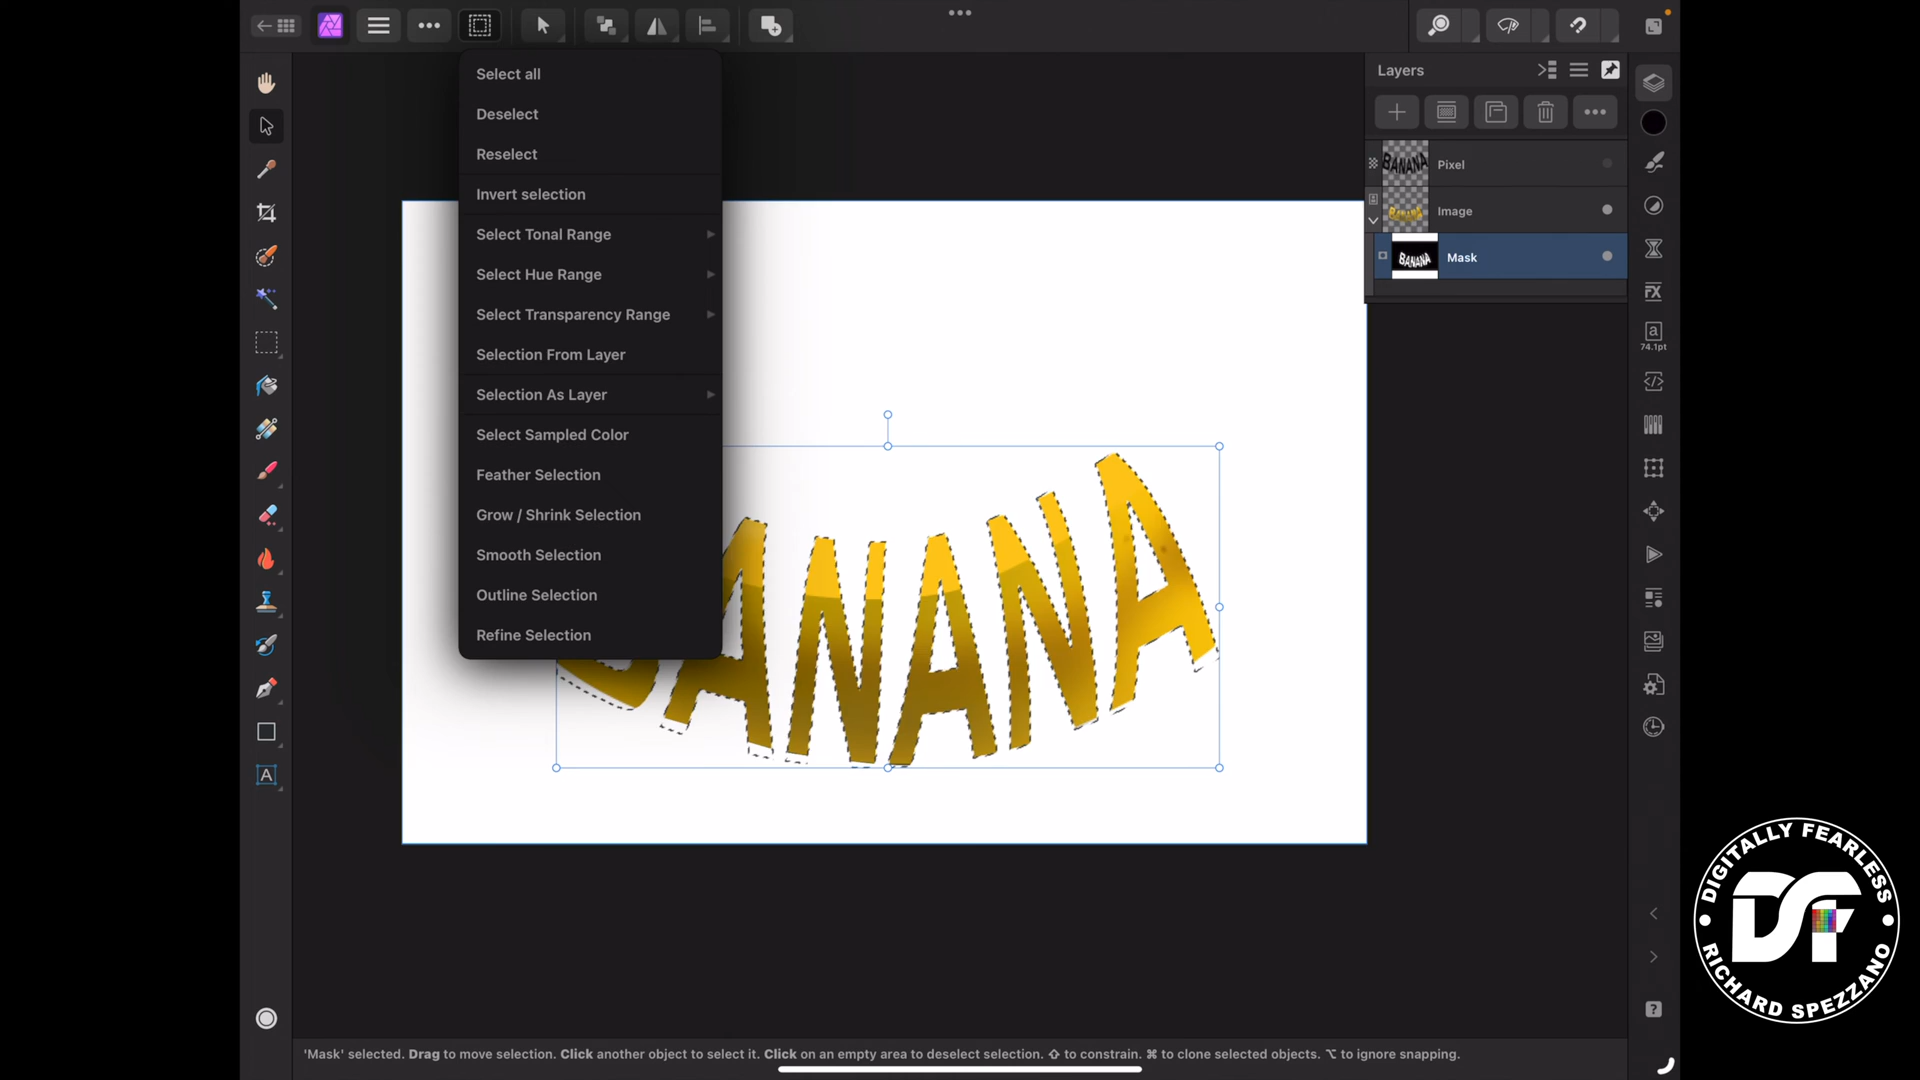 Select all
Deselect
Reselect
Invert selection
Select Tonal Range
Select Hue Range
Select Transparency Range
Selection From Layer
Selection As Layer
Select Sampled Color
Feather Selection
Grow / Shrink Selection
Smooth Selection
Outline Selection
Refine Selection
BANANA
Layers
BANANA
Pixel
BANANA
Image
BANANA
Mask
FX
a
74.1pt
A
?
DIGITALLY FEARLESS
DF
RICHARD SPEZZANO
'Mask' selected. Drag to move selection. Click another object to select it. Click on an empty area to deselect selection. ⇧ to constrain. ⌘ to clone selected objects. ⌥ to ignore snapping.